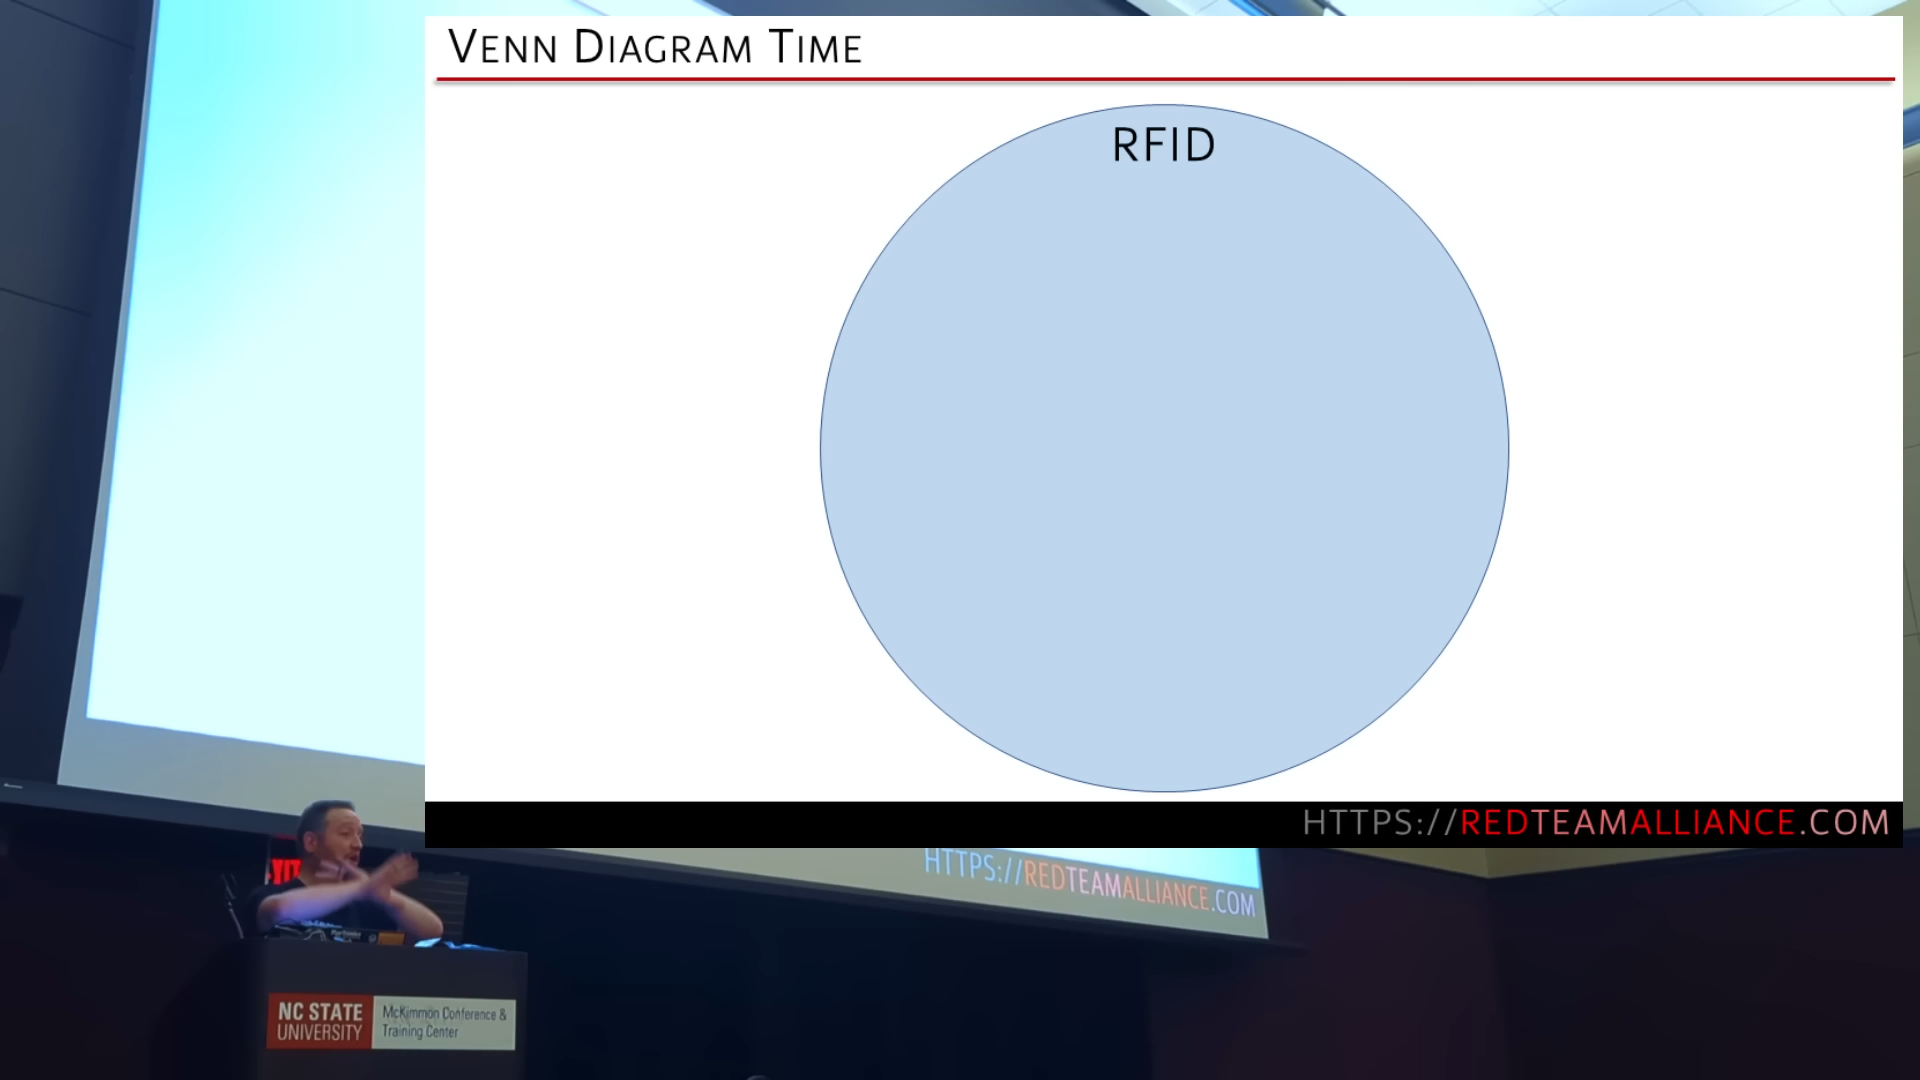 VENN DIAGRAM TIME
RFID
HTTPS://REDTEAMALLIANCE.COM
HTTPS://REDTEAMALLIANCE.COM
NC STATE
UNIVERSITY
McKimmon Conference &
Training Center